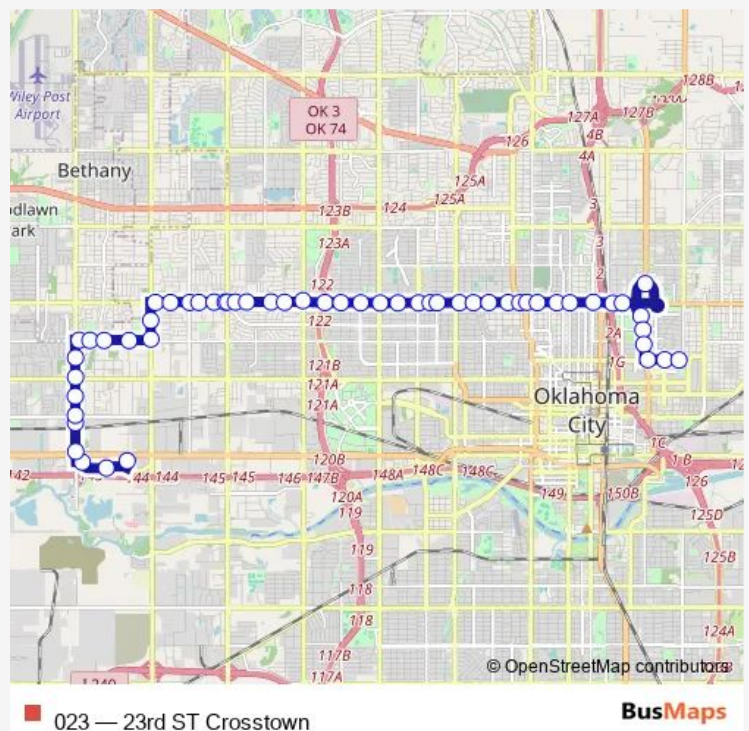 128B
Wiley Post
Airport
OK 3
OK 74
127A
127B
4B
126
4A
Bethany
125A
125A
3
dlawn
ark
123B
124
123A
3
2
122
122
2A
121B
1G
121A
Oklahoma
City
121A
1C
120B
1 B
142
144
144
145
145
146
147B
148A
148C
148C
126
120A
149
150B
119
125D
119
125B
118
118
124A
117B
117A
I 240
© OpenStreetMap contributors
023 — 23rd ST Crosstown
BusMaps